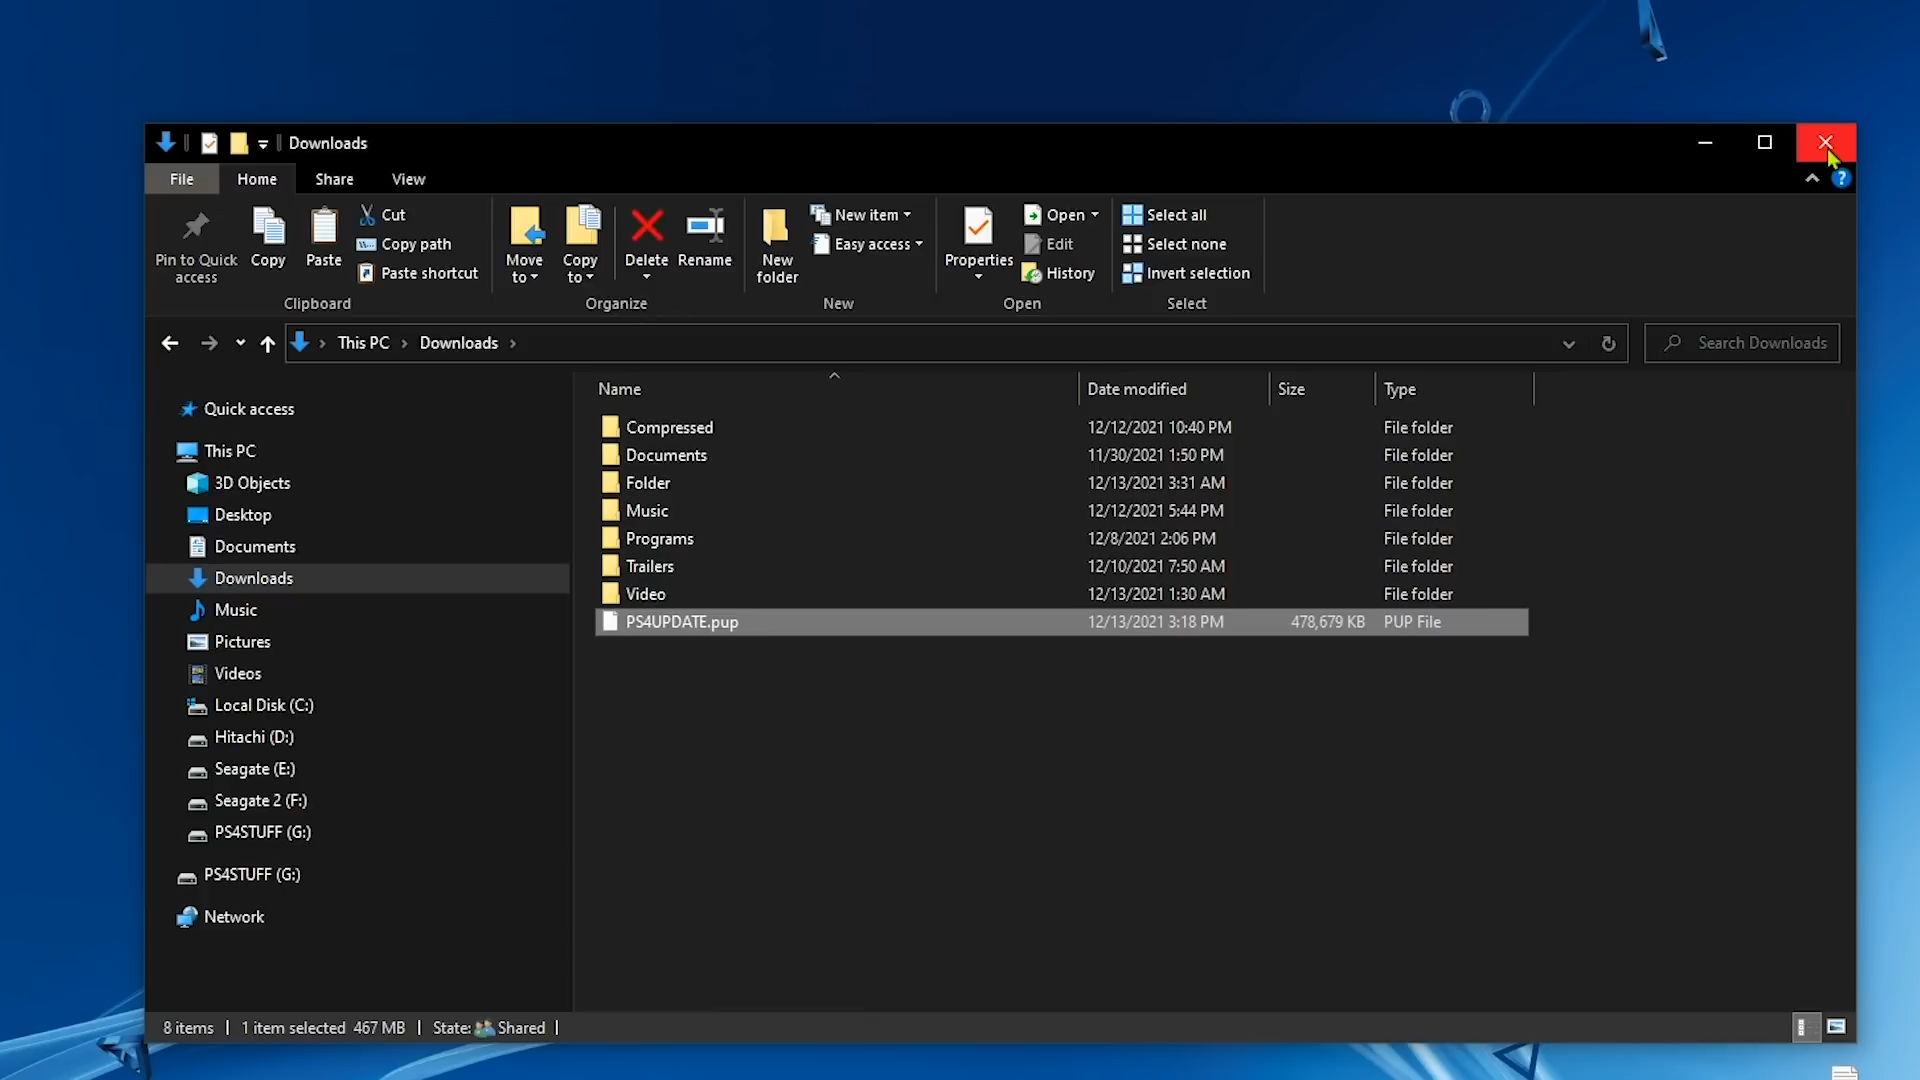 Downloads
File Home Share View
Pin to Quick access
Copy
Paste
Cut
Copy path
Paste shortcut
Clipboard
Move to
Copy to
Delete
Rename
Organize
New folder
New item
Easy access
New
Properties
Open
Edit
History
Open
Select all
Select none
Invert selection
Select
This PC > Downloads >
Search Downloads
Quick access
This PC
3D Objects
Desktop
Documents
Downloads
Music
Pictures
Videos
Local Disk (C:)
Hitachi (D:)
Seagate (E:)
Seagate 2 (F:)
PS4STUFF (G:)
PS4STUFF (G:)
Network
Name Date modified Size Type
Compressed 12/12/2021 10:40 PM File folder
Documents 11/30/2021 1:50 PM File folder
Folder 12/13/2021 3:31 AM File folder
Music 12/12/2021 5:44 PM File folder
Programs 12/8/2021 2:06 PM File folder
Trailers 12/10/2021 7:50 AM File folder
Video 12/13/2021 1:30 AM File folder
PS4UPDATE.pup 12/13/2021 3:18 PM 478,679 KB PUP File
8 items | 1 item selected 467 MB | State: Shared |